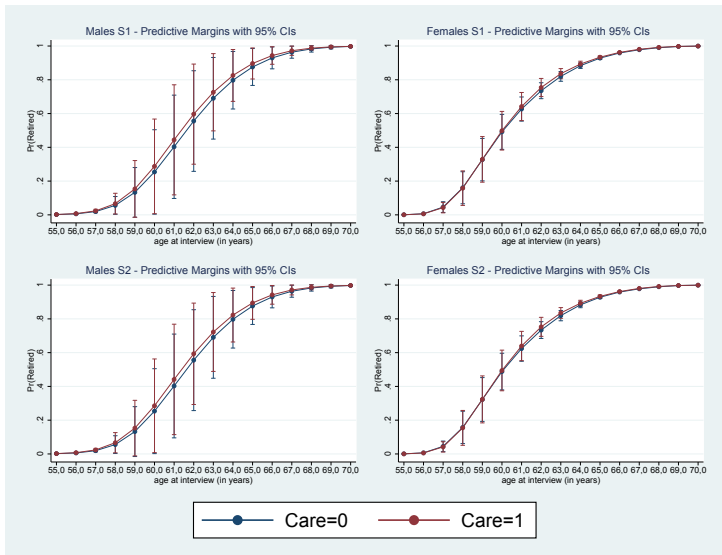 Males S1 - Predictive Margins with 95% CIs
Pr(Retired)
1
.8
.6
.4
.2
0
55,0 56,0 57,0 58,0 59,0 60,0 61,0 62,0 63,0 64,0 65,0 66,0 67,0 68,0 69,0 70,0
age at interview (in years)
Females S1 - Predictive Margins with 95% CIs
Pr(Retired)
1
.8
.6
.4
.2
0
55,0 56,0 57,0 58,0 59,0 60,0 61,0 62,0 63,0 64,0 65,0 66,0 67,0 68,0 69,0 70,0
age at interview (in years)
Males S2 - Predictive Margins with 95% CIs
Pr(Retired)
1
.8
.6
.4
.2
0
55,0 56,0 57,0 58,0 59,0 60,0 61,0 62,0 63,0 64,0 65,0 66,0 67,0 68,0 69,0 70,0
age at interview (in years)
Females S2 - Predictive Margins with 95% CIs
Pr(Retired)
1
.8
.6
.4
.2
0
55,0 56,0 57,0 58,0 59,0 60,0 61,0 62,0 63,0 64,0 65,0 66,0 67,0 68,0 69,0 70,0
age at interview (in years)
Care=0 Care=1